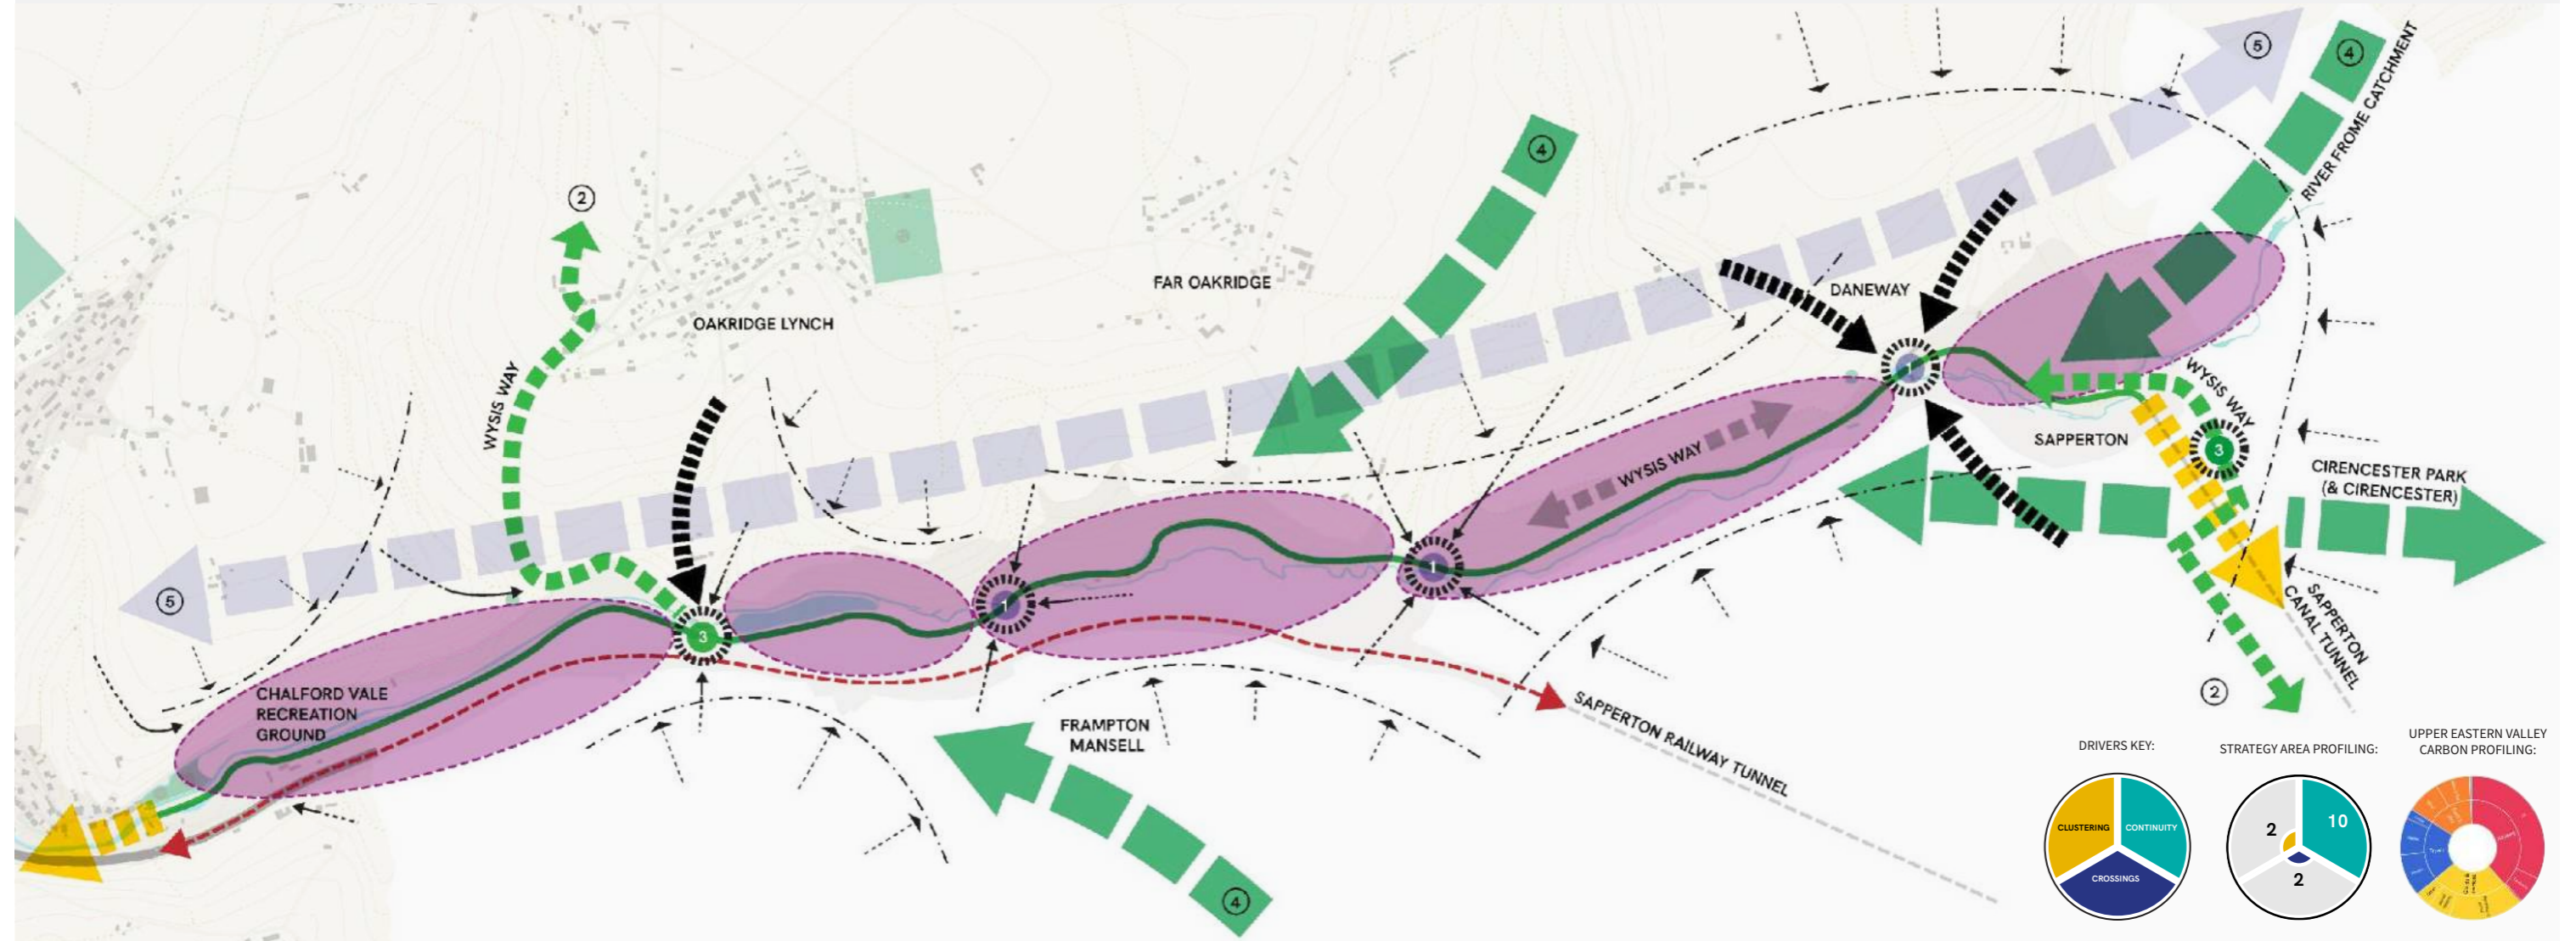 5
4
RIVER FROME CATCHMENT
4
2
FAR OAKRIDGE
DANEWAY
OAKRIDGE LYNCH
WYSIS WAY
1
WYSIS WAY
SAPPERTON
3
WYSIS WAY
CIRENCESTER PARK
(& CIRENCESTER)
5
1
1
3
SAPPERTON
CANAL TUNNEL
2
CHALFORD VALE
RECREATION
GROUND
FRAMPTON
MANSELL
SAPPERTON RAILWAY TUNNEL
4
DRIVERS KEY:
CLUSTERING
CONTINUITY
CROSSINGS
STRATEGY AREA PROFILING:
2
10
2
UPPER EASTERN VALLEY
CARBON PROFILING: